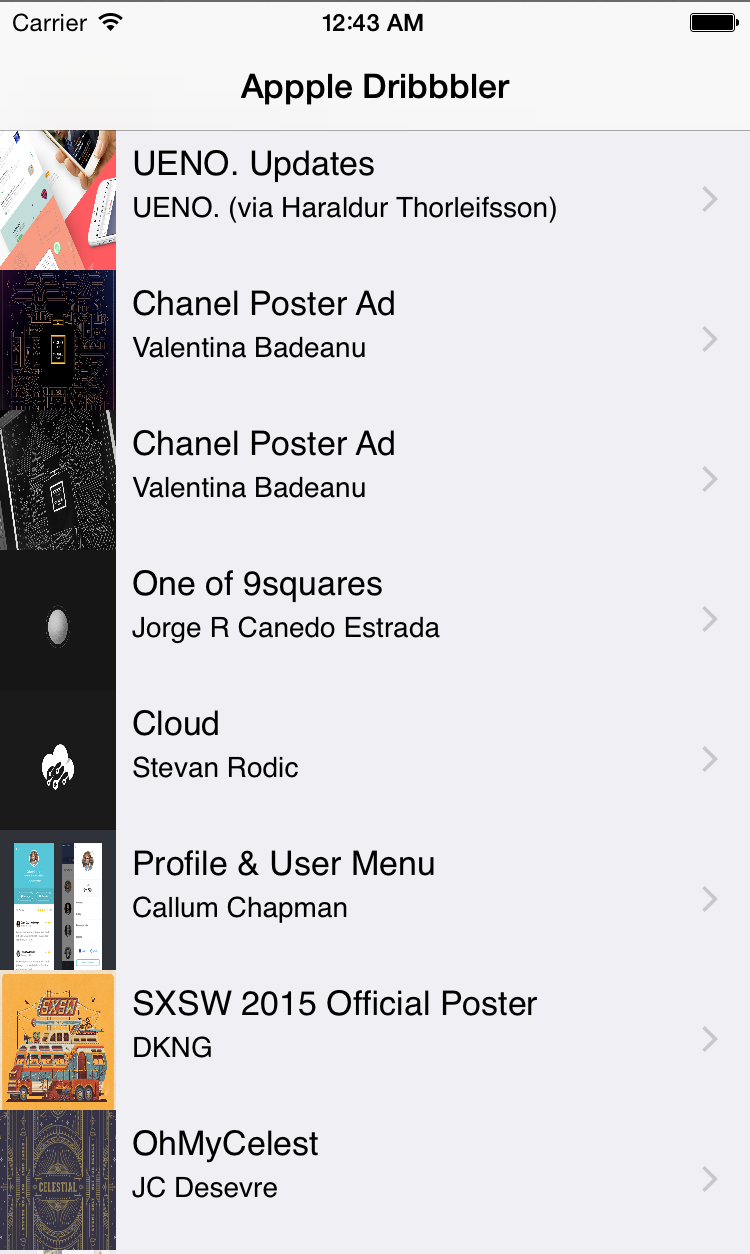 Carrier 12:43 AM
Appple Dribbbler
UENO. Updates
UENO. (via Haraldur Thorleifsson)
Chanel Poster Ad
Valentina Badeanu
Chanel Poster Ad
Valentina Badeanu
One of 9squares
Jorge R Canedo Estrada
Cloud
Stevan Rodic
Profile & User Menu
Callum Chapman
SXSW
SXSW 2015 Official Poster
DKNG
OhMyCelest
CELESTIAL
JC Desevre